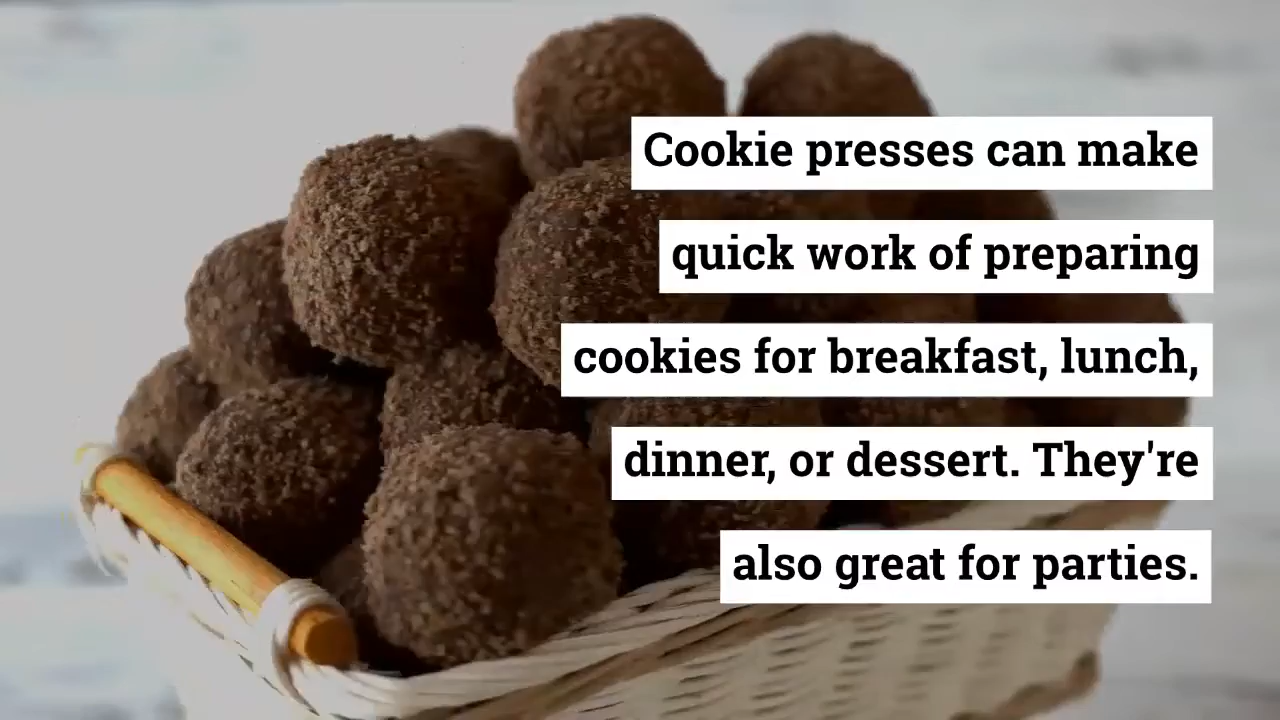 Cookie presses can make
quick work of preparing
cookies for breakfast, lunch,
dinner, or dessert. They're
also great for parties.